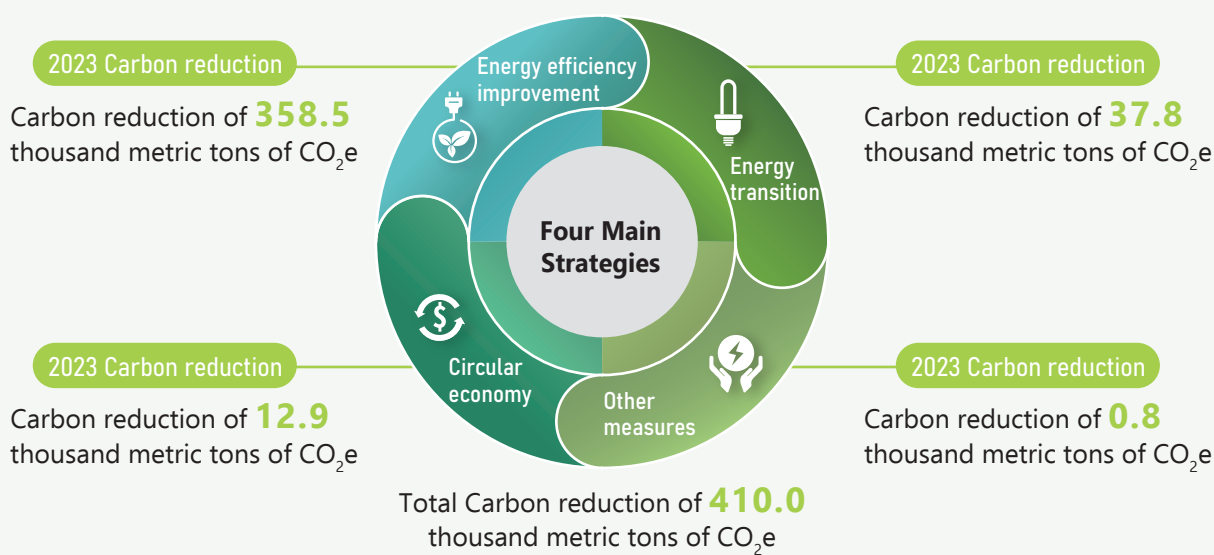 2023 Carbon reduction
Carbon reduction of 358.5
thousand metric tons of CO₂e
Energy efficiency
improvement
2023 Carbon reduction
Carbon reduction of 37.8
thousand metric tons of CO₂e
Energy
transition
Four Main
Strategies
2023 Carbon reduction
Carbon reduction of 12.9
thousand metric tons of CO₂e
$
Circular
economy
Other
measures
2023 Carbon reduction
Carbon reduction of 0.8
thousand metric tons of CO₂e
Total Carbon reduction of 410.0
thousand metric tons of CO₂e